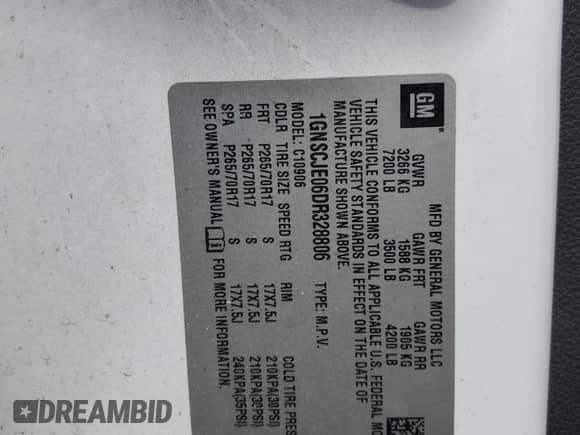 GM
MFD BY GENERAL MOTORS LLC
GVWR GAWR FRT GAWR RR
3266 KG 1588 KG 1905 KG
7200 LB 3500 LB 4200 LB
THIS VEHICLE CONFORMS TO ALL APPLICABLE U.S. FEDERAL MO
VEHICLE SAFETY STANDARDS IN EFFECT ON THE DATE OF
MANUFACTURE SHOWN ABOVE.
1GNSCJE06DR328806 TYPE: M.P.V.
MODEL: C10906
CDLR TIRE SIZE SPEED RTG RIM COLD TIRE PRES
FRT P265/70R17 S 17X7.5J 210KPA(30PSI)
RR P265/70R17 S 17X7.5J 210KPA(30PSI)
SPA P265/70R17 S 17X7.5J 240KPA(35PSI)
SEE OWNER'S MANUAL FOR MORE INFORMATION.
DREAMBID